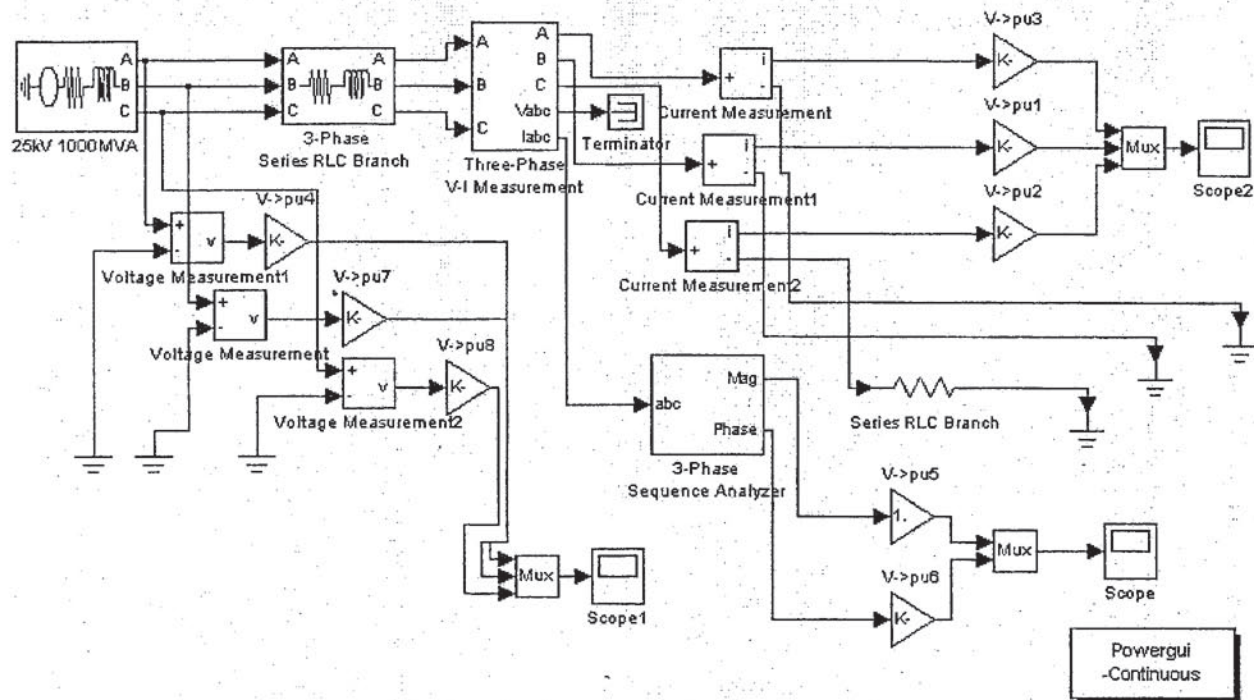 A
B
C
25kV 1000MVA
A
B
C
A
B
C
3-Phase
Series RLC Branch
A
B
C
A
B
C
Vabc
Iabc
Three-Phase
V-I Measurement
Terminator
+
i
-
Current Measurement
+
i
-
Current Measurement1
+
i
-
Current Measurement2
V->pu3
K-
V->pu1
K-
V->pu2
K-
Mux
Scope2
+
-
v
Voltage Measurement1
V->pu4
K-
+
-
v
Voltage Measurement
V->pu7
K-
+
-
v
Voltage Measurement2
V->pu8
K-
Mux
Scope1
abc
Mag
Phase
3-Phase
Sequence Analyzer
Series RLC Branch
V->pu5
1.
V->pu6
K-
Mux
Scope
Powergui
-Continuous